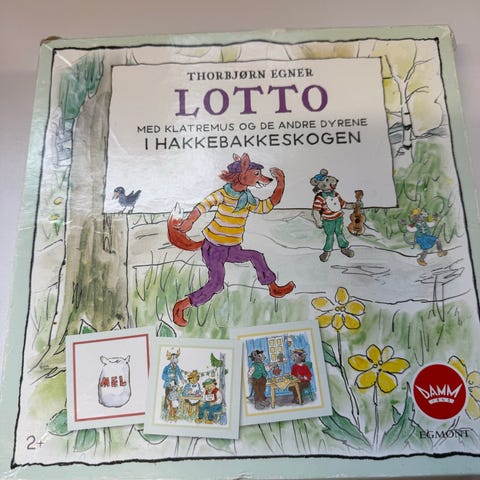 THORBJØRN EGNER
LOTTO
MED KLATREMUS OG DE ANDRE DYRENE
I HAKKEBAKKESKOGEN
MEL
2+
DAMM
EGMONT